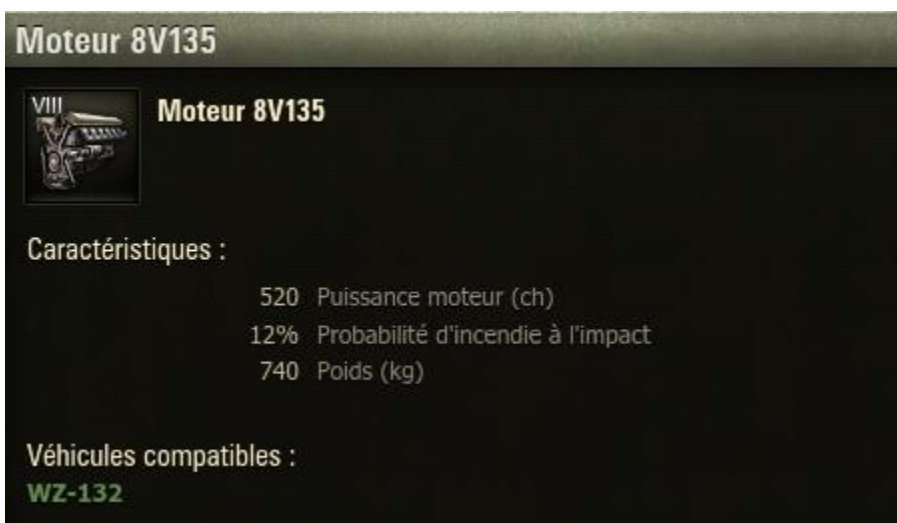 Moteur 8V135
VIII
Moteur 8V135
Caractéristiques :
520 Puissance moteur (ch)
12% Probabilité d'incendie à l'impact
740 Poids (kg)
Véhicules compatibles :
WZ-132